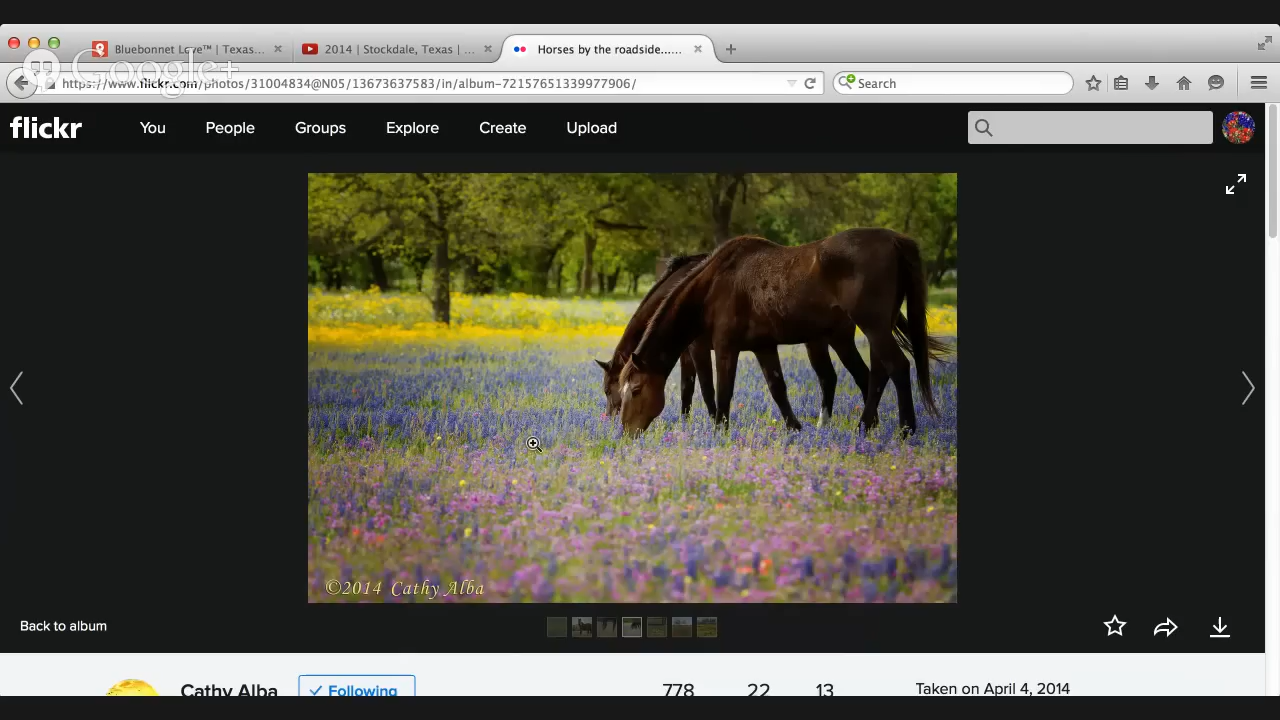 Bluebonnet Love™ | Texas...
2014 | Stockdale, Texas | ...
Horses by the roadside......
Google+
https://www.flickr.com/photos/31004834@N05/13673637583/in/album-72157651339977906/
Search
flickr
You
People
Groups
Explore
Create
Upload
©2014 Cathy Alba
Back to album
Cathy Alba
Following
778
22
13
Taken on April 4, 2014